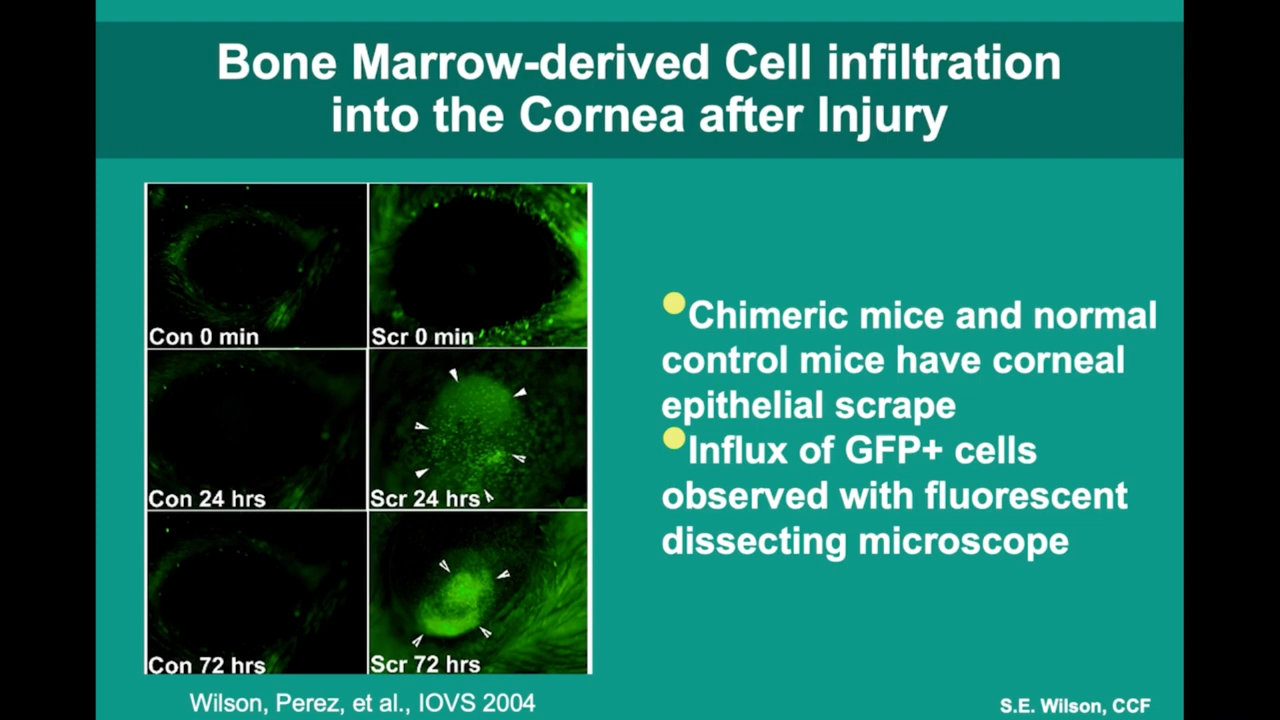 Bone Marrow-derived Cell infiltration
into the Cornea after Injury
Con 0 min
Scr 0 min
Con 24 hrs
Scr 24 hrs
Con 72 hrs
Scr 72 hrs
Chimeric mice and normal
control mice have corneal
epithelial scrape
Influx of GFP+ cells
observed with fluorescent
dissecting microscope
Wilson, Perez, et al., IOVS 2004
S.E. Wilson, CCF